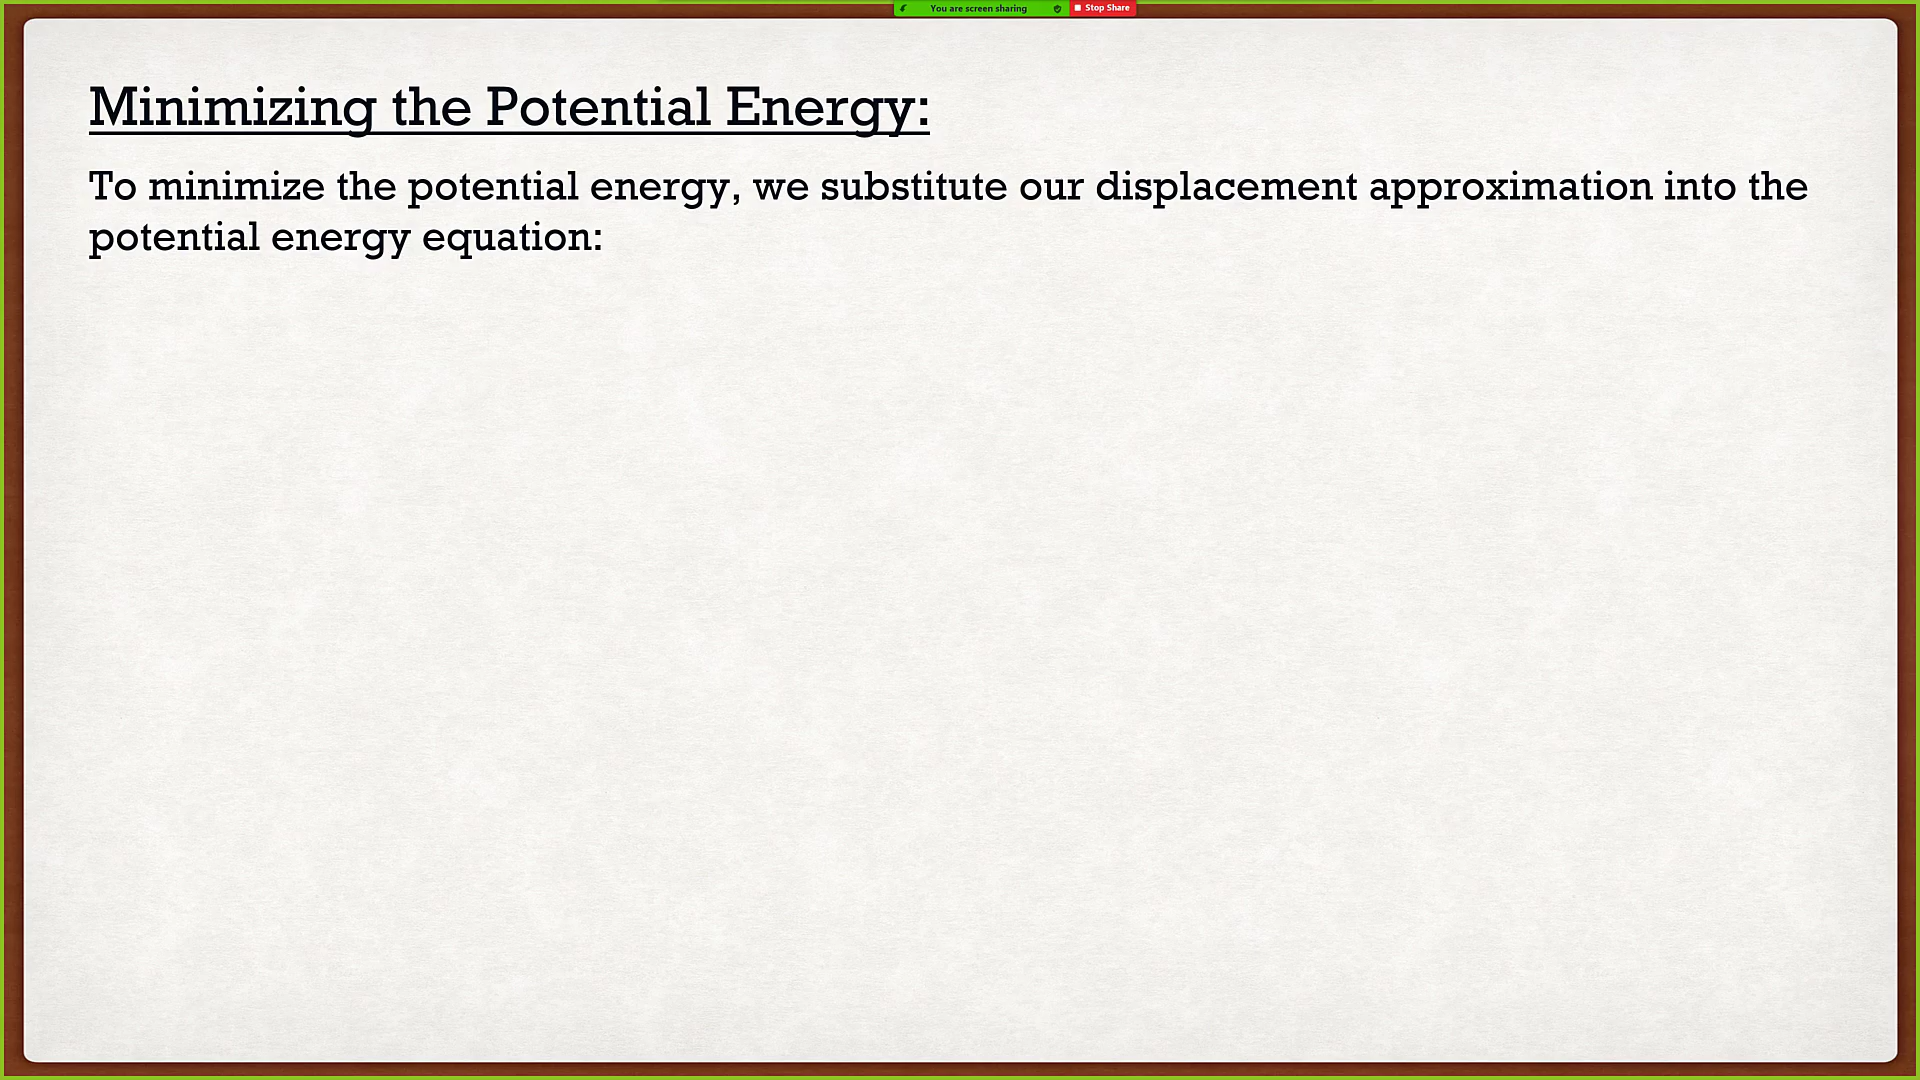 You are screen sharing
Stop Share
Minimizing the Potential Energy:
To minimize the potential energy, we substitute our displacement approximation into the
potential energy equation: